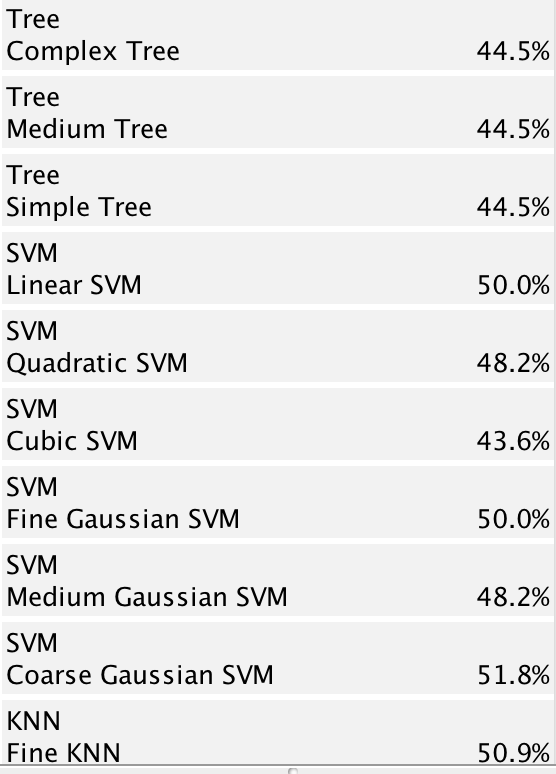 Tree
Complex Tree 44.5%
Tree
Medium Tree 44.5%
Tree
Simple Tree 44.5%
SVM
Linear SVM 50.0%
SVM
Quadratic SVM 48.2%
SVM
Cubic SVM 43.6%
SVM
Fine Gaussian SVM 50.0%
SVM
Medium Gaussian SVM 48.2%
SVM
Coarse Gaussian SVM 51.8%
KNN
Fine KNN 50.9%